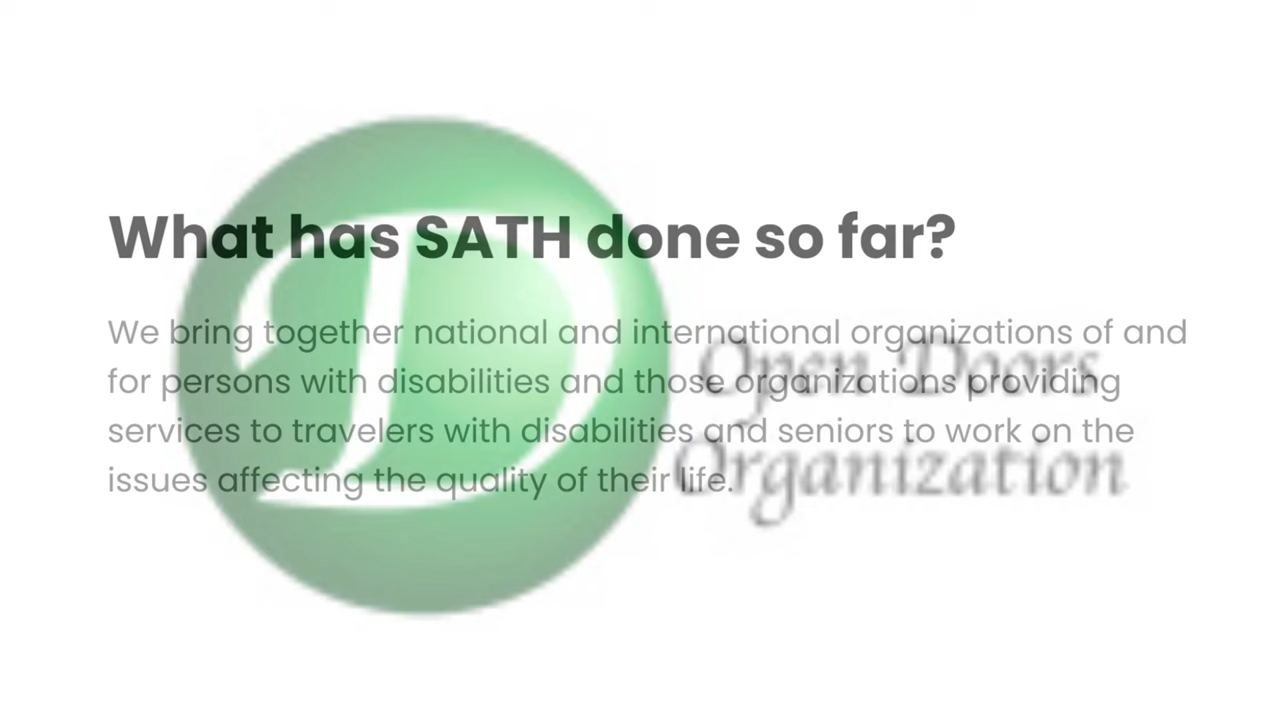 What has SATH done so far?
We bring together national and international organizations of and
for persons with disabilities and those organizations providing
services to travelers with disabilities and seniors to work on the
issues affecting the quality of their life.
D
Open Doors
Organization